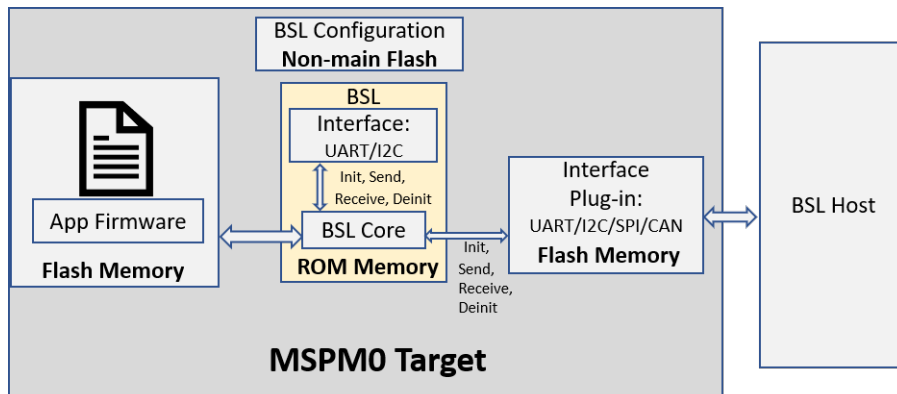 BSL Configuration
Non-main Flash
App Firmware
Flash Memory
BSL
Interface:
UART/I2C
Init, Send,
Receive, Deinit
BSL Core
ROM Memory
Init,
Send,
Receive,
Deinit
Interface
Plug-in:
UART/I2C/SPI/CAN
Flash Memory
BSL Host
MSPM0 Target